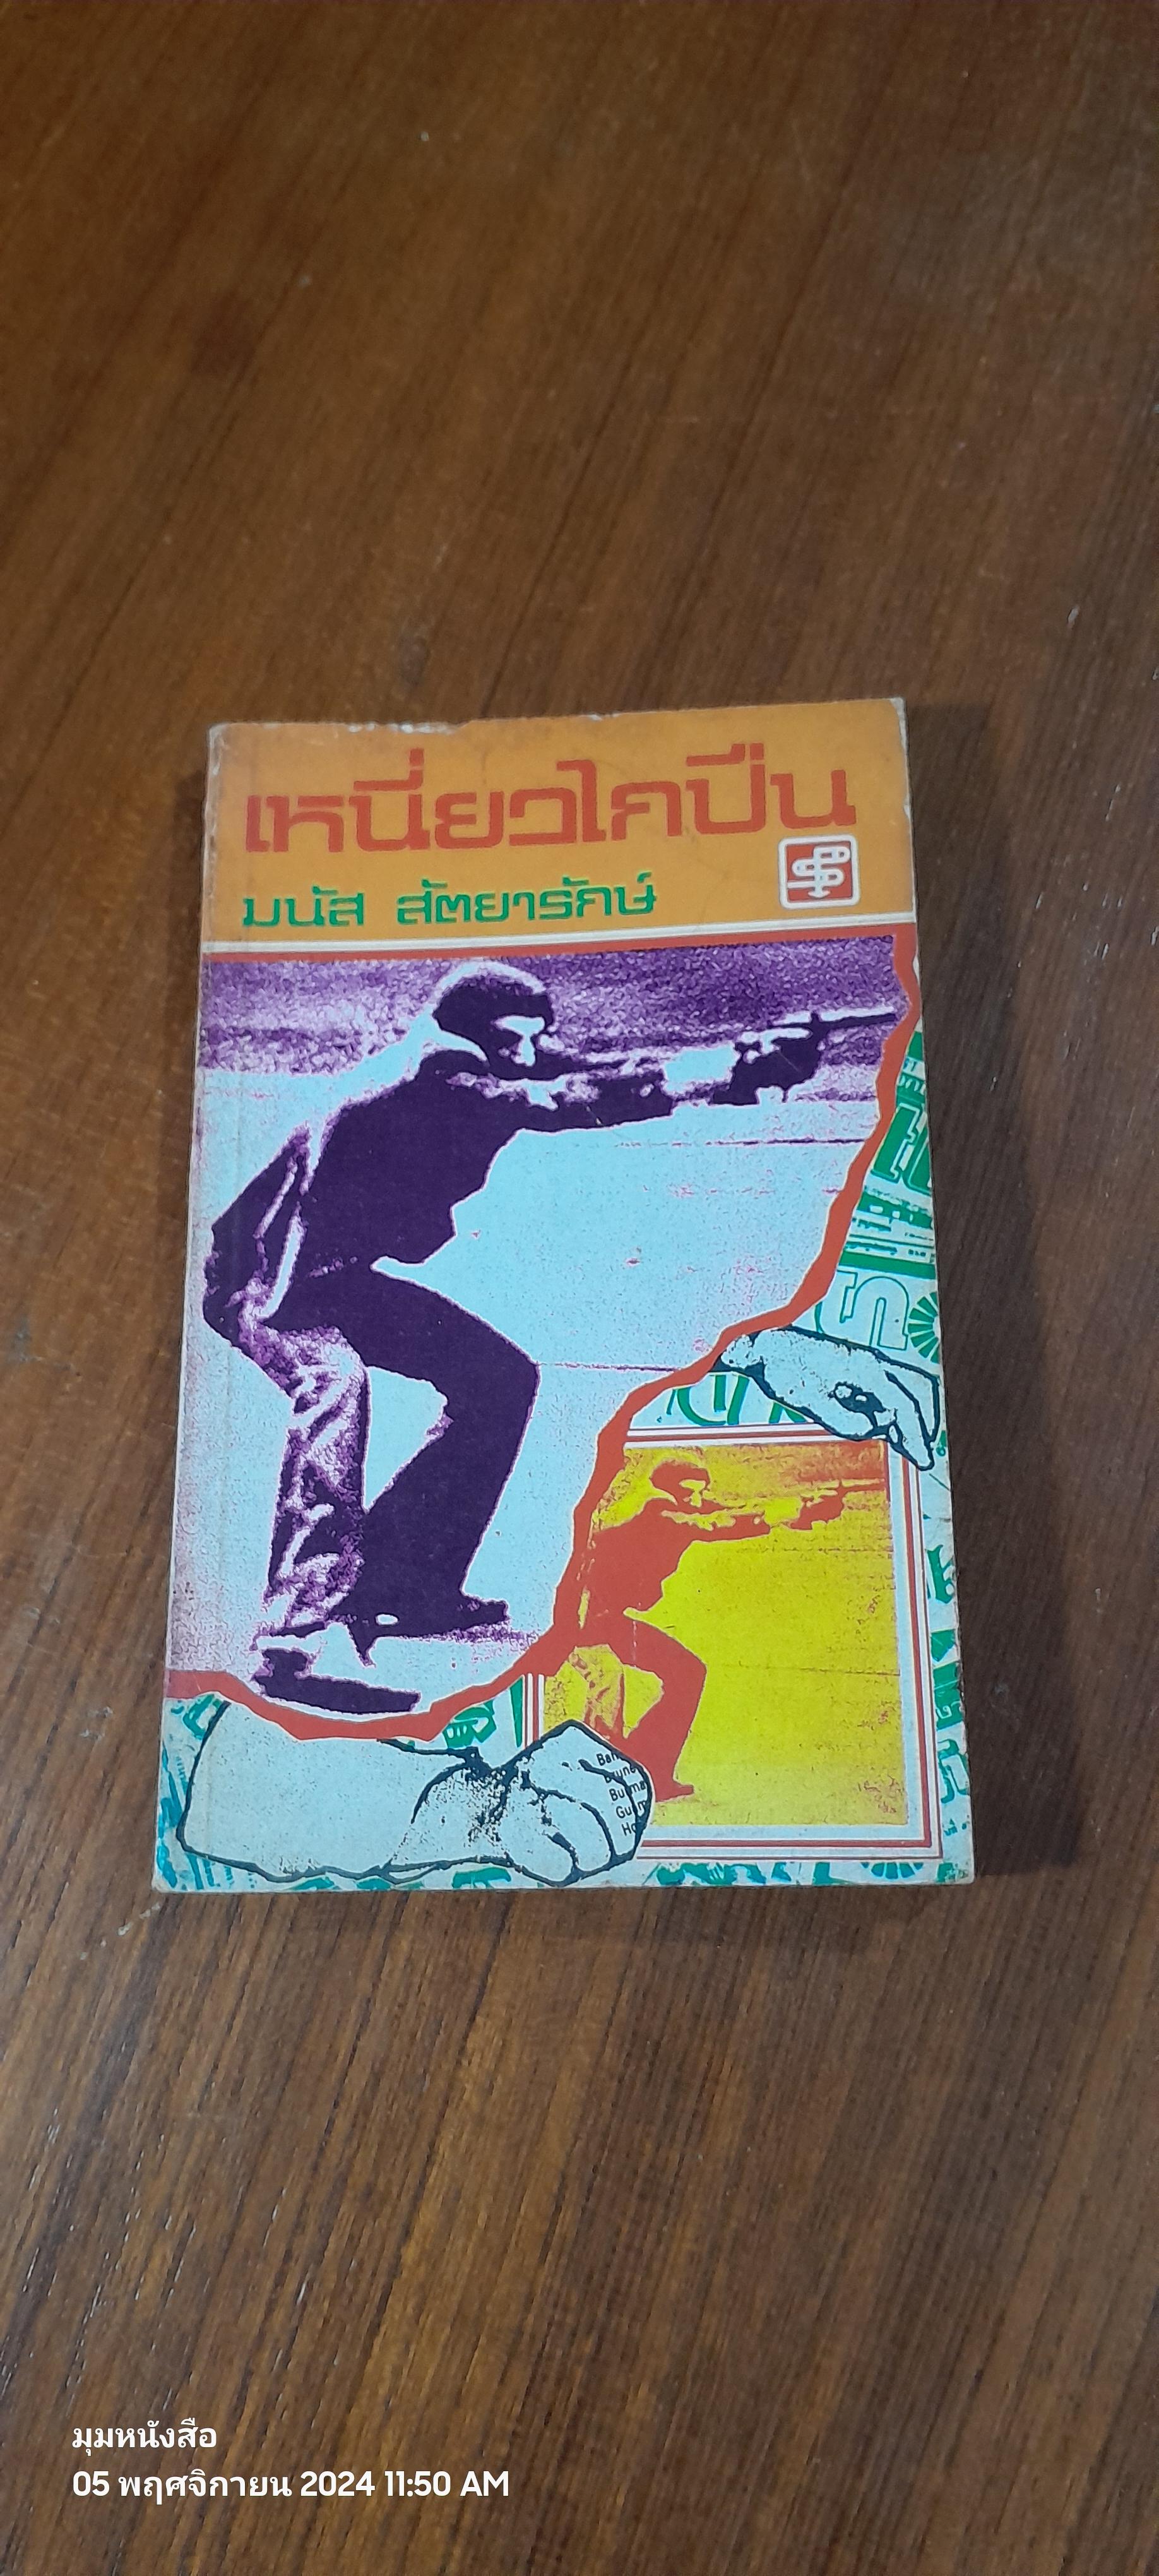 เหนี่ยวไกปืน
มนัส สัตยารักษ์
มุมหนังสือ
05 พฤศจิกายน 2024 11:50 AM